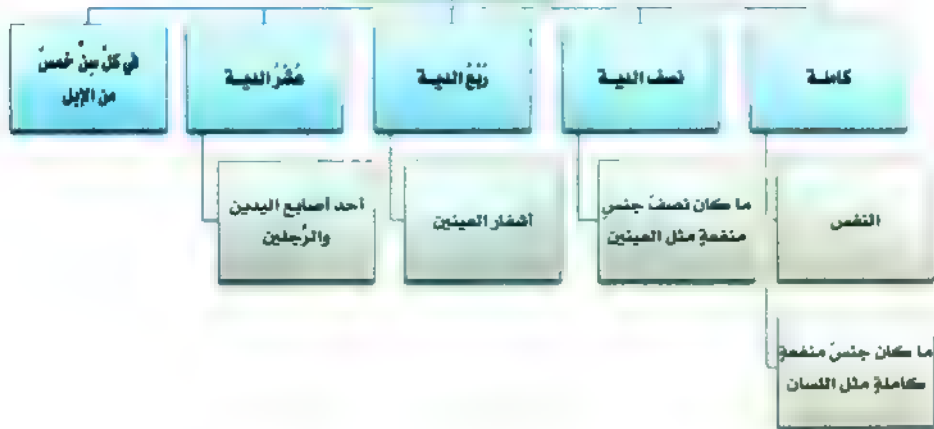 كاملة
نصف الدية
رُبْعُ الدية
عُشْرُ الدية
في كلِّ سِنٍّ خمسٌ
من الإبل
النفس
ما كان نصفَ جنسِ
منفعةٍ مثل العينين
أشفار العينين
أحد أصابع اليدين
والرِّجلين
ما كان جنسَ منفعةٍ
كاملةٍ مثل اللسان